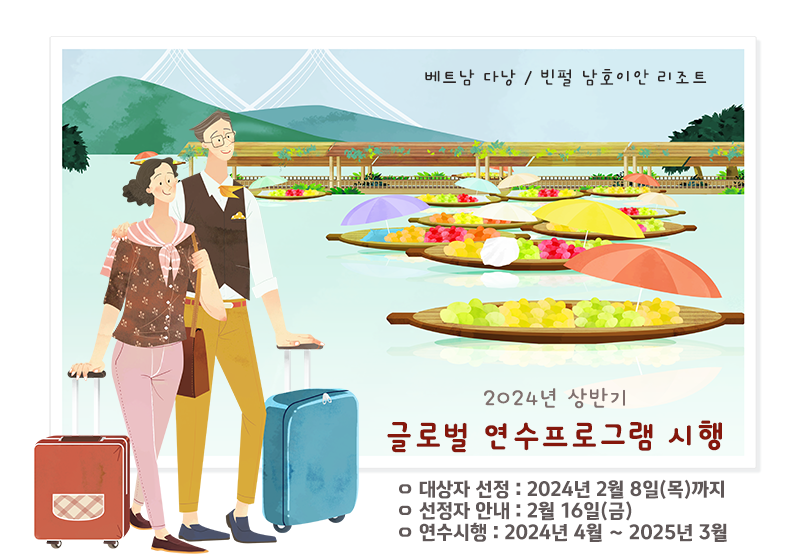 베트남 다낭 / 빈펄 남호이안 리조트
2024년 상반기
글로벌 연수프로그램 시행
o 대상자 선정 : 2024년 2월 8일(목)까지
o 선정자 안내 : 2월 16일(금)
o 연수시행 : 2024년 4월 ~ 2025년 3월